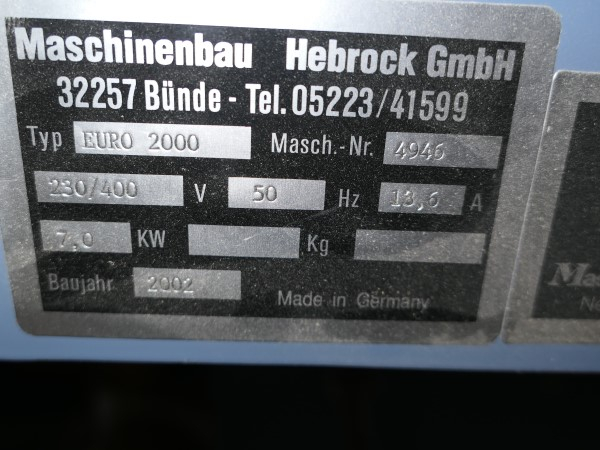 Maschinenbau Hebrock GmbH
32257 Bünde - Tel. 05223/41599
Typ EURO 2000 Masch.-Nr. 4946
230/400 V 50 Hz 13,6 A
7,0 KW Kg
Baujahr 2002 Made in Germany